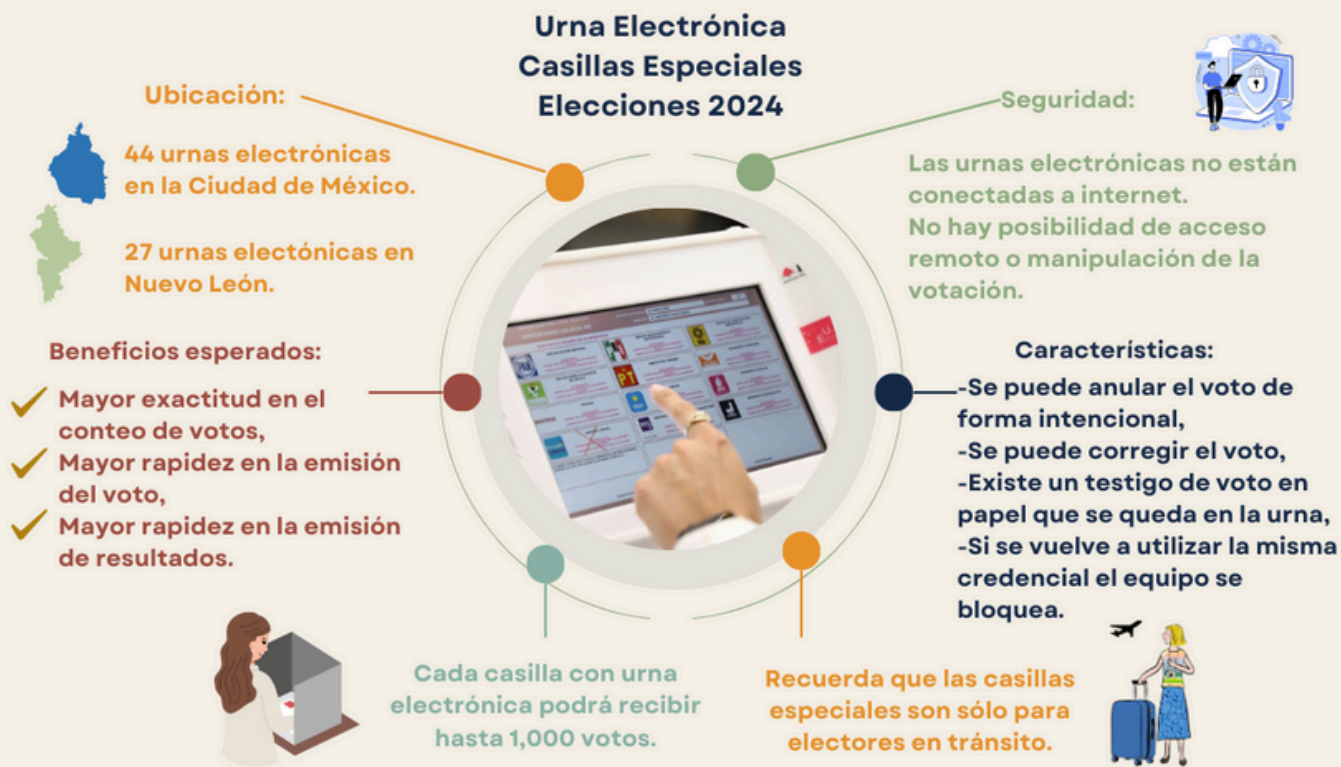 Urna Electrónica
Casillas Especiales
Elecciones 2024
Ubicación:
44 urnas electrónicas
en la Ciudad de México.
27 urnas electónicas en
Nuevo León.
Beneficios esperados:
Mayor exactitud en el
conteo de votos,
Mayor rapidez en la emisión
del voto,
Mayor rapidez en la emisión
de resultados.
Seguridad:
Las urnas electrónicas no están
conectadas a internet.
No hay posibilidad de acceso
remoto o manipulación de la
votación.
Características:
-Se puede anular el voto de
forma intencional,
-Se puede corregir el voto,
-Existe un testigo de voto en
papel que se queda en la urna,
-Si se vuelve a utilizar la misma
credencial el equipo se
bloquea.
PAN
PRI
PT
Cada casilla con urna
electrónica podrá recibir
hasta 1,000 votos.
Recuerda que las casillas
especiales son sólo para
electores en tránsito.